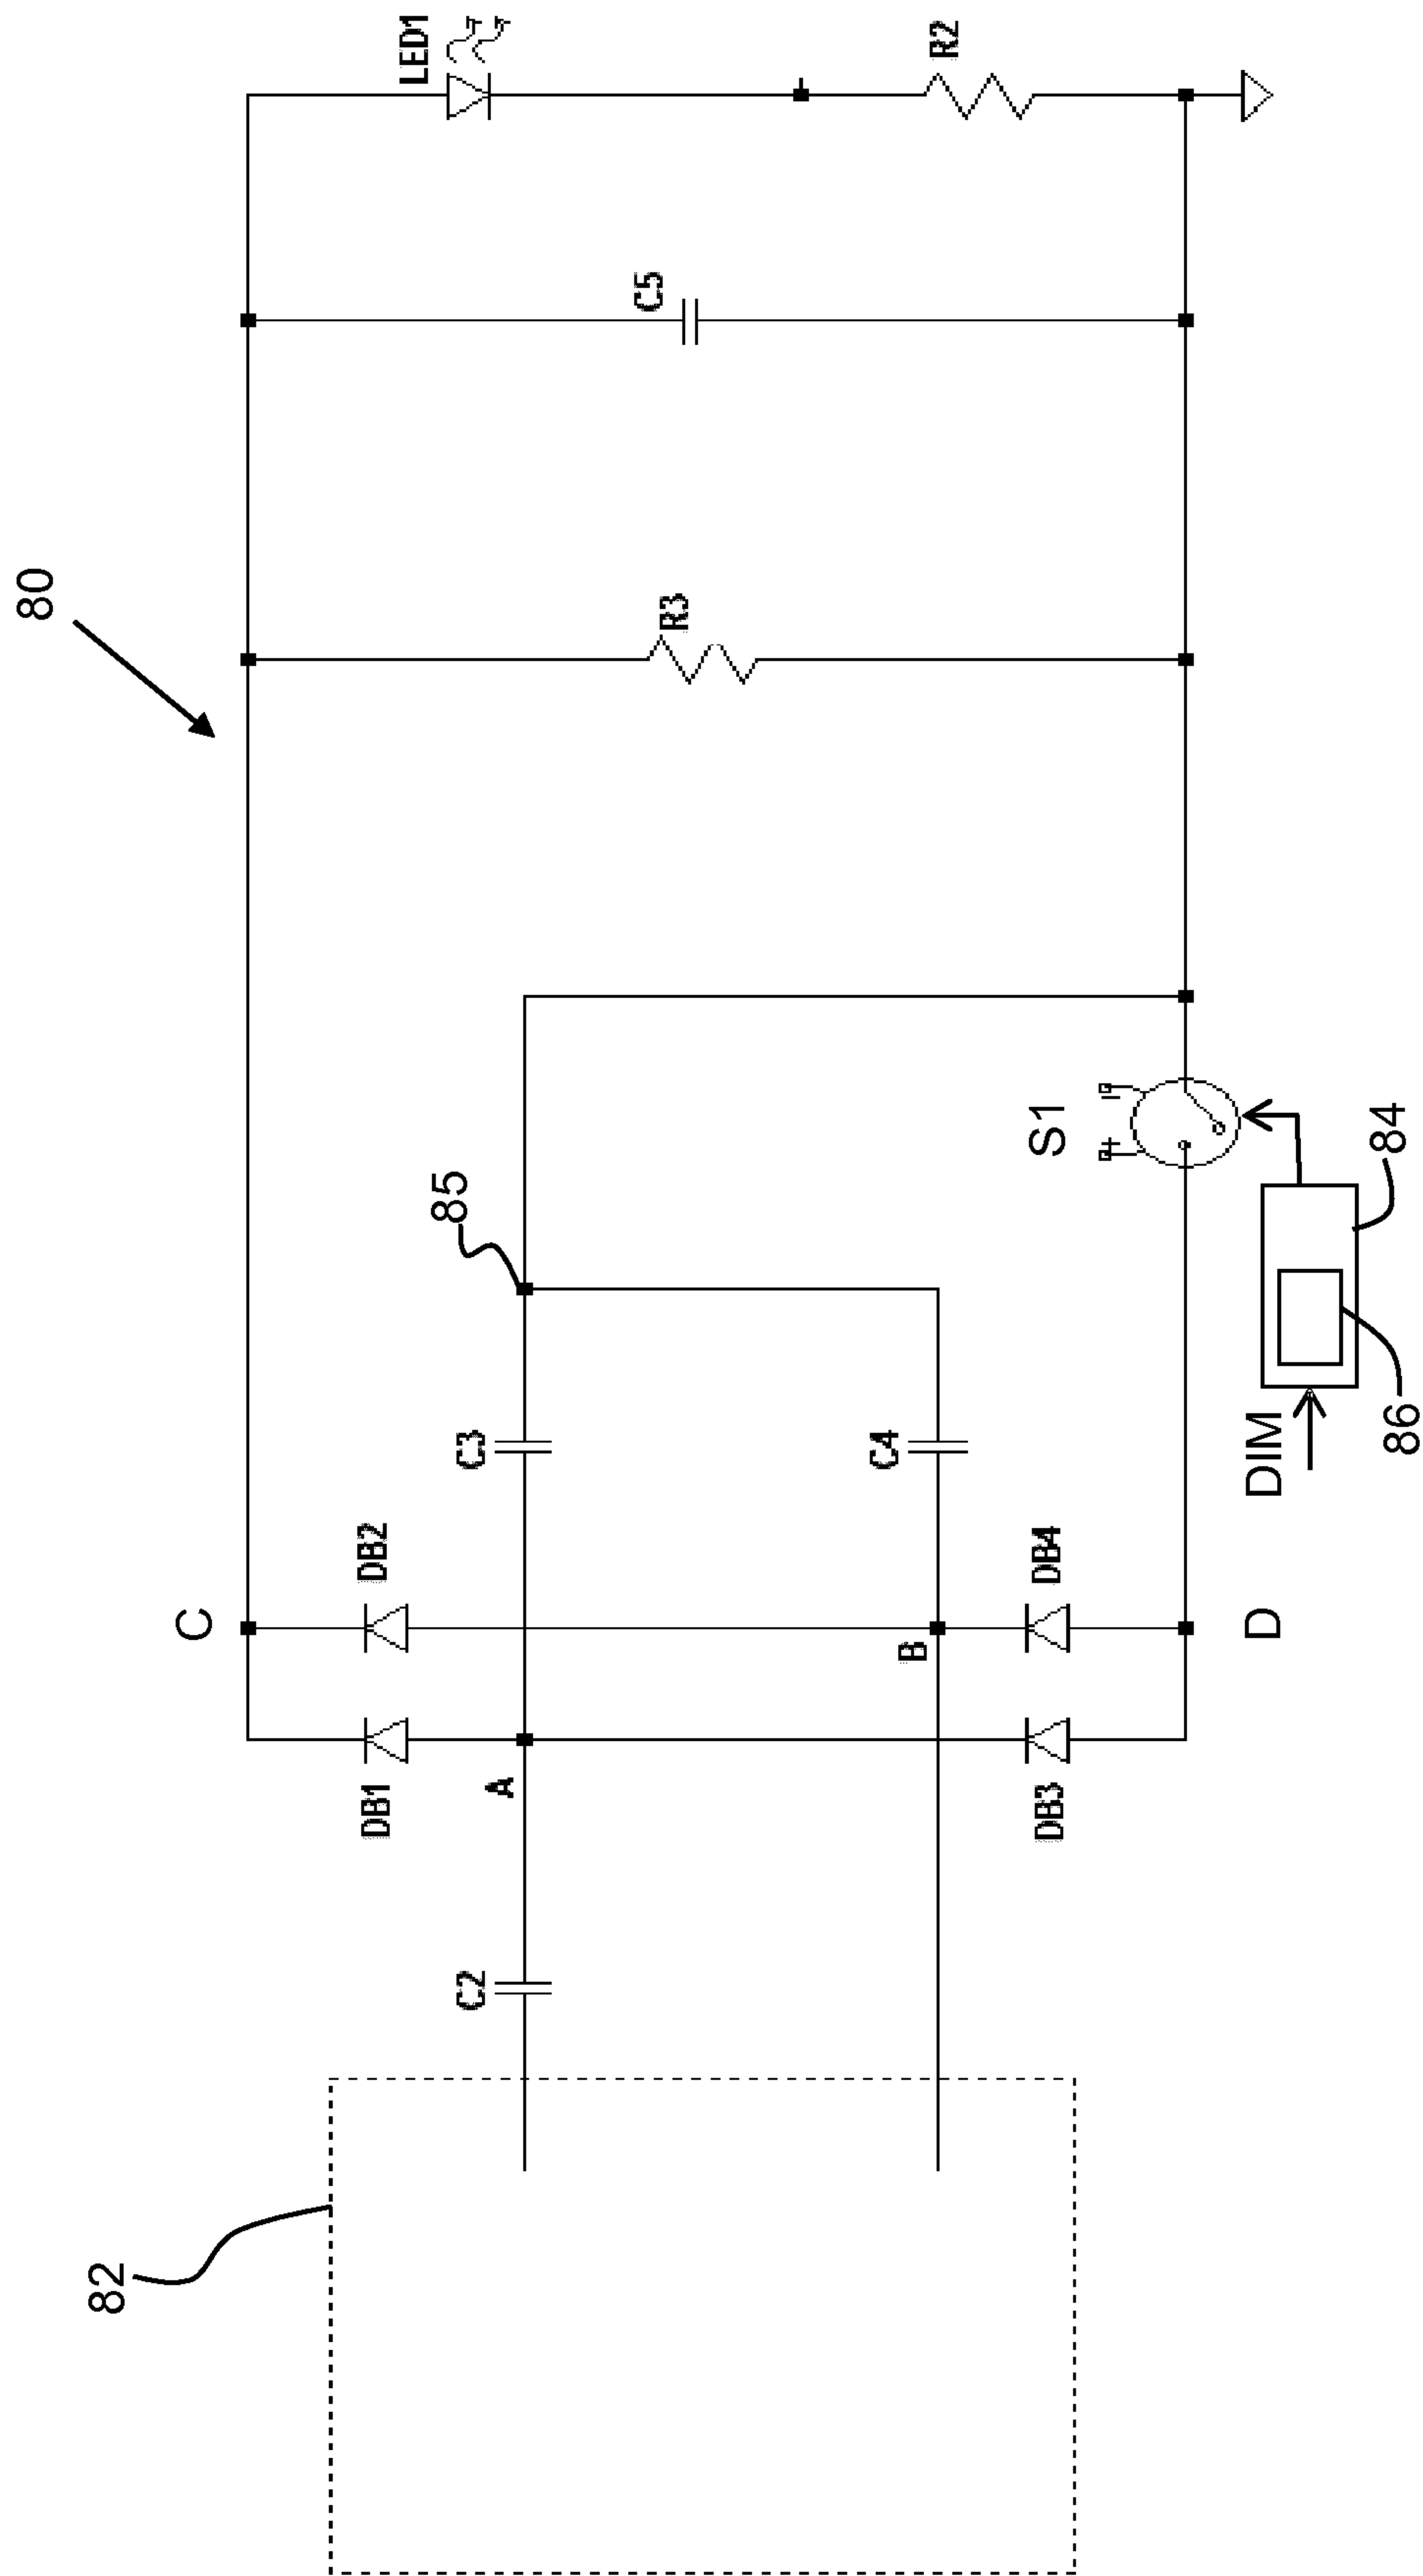 80
LED1
C5
R3
R2
85
S1
C
DB2
C3
C4
DB4
B
D
DB1
A
DB3
C2
DIM
84
86
82
+
-